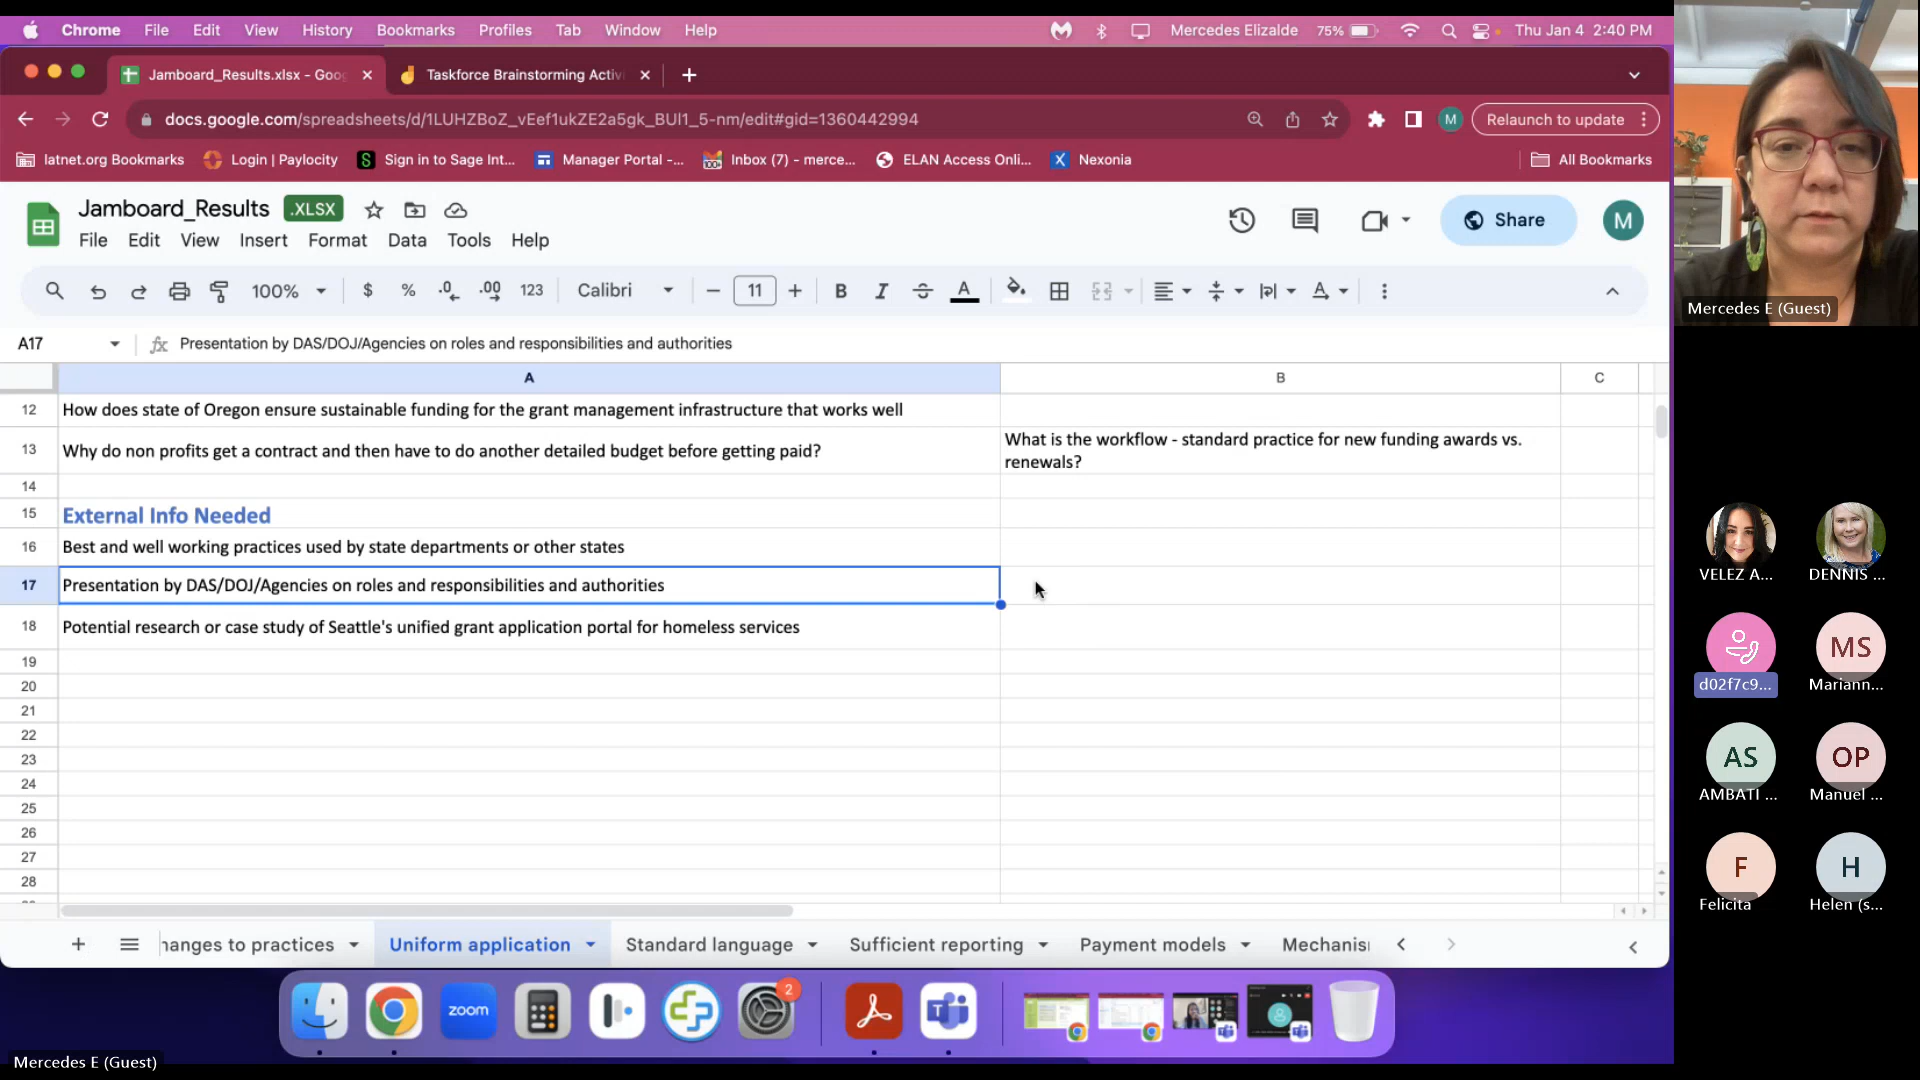 Chrome File Edit View History Bookmarks Profiles Tab Window Help Mercedes Elizalde 75% Thu Jan 4 2:40 PM
Jamboard_Results.xlsx - Goo Taskforce Brainstorming Activ
docs.google.com/spreadsheets/d/1LUHZBoZ_vEef1ukZE2a5gk_BUl1_5-nm/edit#gid=1360442994 M Relaunch to update
latnet.org Bookmarks Login | Paylocity Sign in to Sage Int... Manager Portal -... Inbox (7) - merce... ELAN Access Onli... Nexonia All Bookmarks
Jamboard_Results .XLSX
Share M
File Edit View Insert Format Data Tools Help
100% $ % .0 .00 123 Calibri 11 B I A
A17 fx Presentation by DAS/DOJ/Agencies on roles and responsibilities and authorities
A B C
12 How does state of Oregon ensure sustainable funding for the grant management infrastructure that works well
13 Why do non profits get a contract and then have to do another detailed budget before getting paid? What is the workflow - standard practice for new funding awards vs.
renewals?
14
15 External Info Needed
16 Best and well working practices used by state departments or other states
17 Presentation by DAS/DOJ/Agencies on roles and responsibilities and authorities
18 Potential research or case study of Seattle's unified grant application portal for homeless services
19
20
21
22
23
24
25
26
27
28
hanges to practices Uniform application Standard language Sufficient reporting Payment models Mechanis
zoom 2
Mercedes E (Guest)
Mercedes E (Guest)
VELEZ A... DENNIS ...
MS
d02f7c9... Mariann...
AS OP
AMBATI ... Manuel ...
F H
Felicita Helen (s...